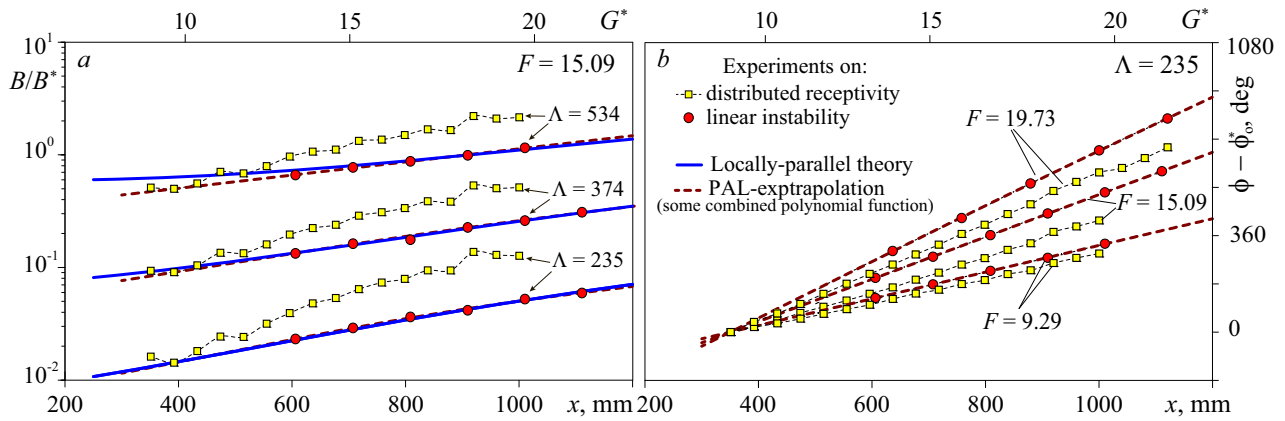 10 15 20 G*
10 15 20 G*
10¹
a
F = 15.09
B/B*
10⁰
10⁻¹
10⁻²
Λ = 534
Λ = 374
Λ = 235
200 400 600 800 1000 x, mm
b
Λ = 235
Experiments on:
distributed receptivity
linear instability
Locally-parallel theory
PAL-exptrapolation
(some combined polynomial function)
F = 19.73
F = 15.09
F = 9.29
1080
ϕ – ϕ*ₒ, deg
360
0
200 400 600 800 1000 x, mm